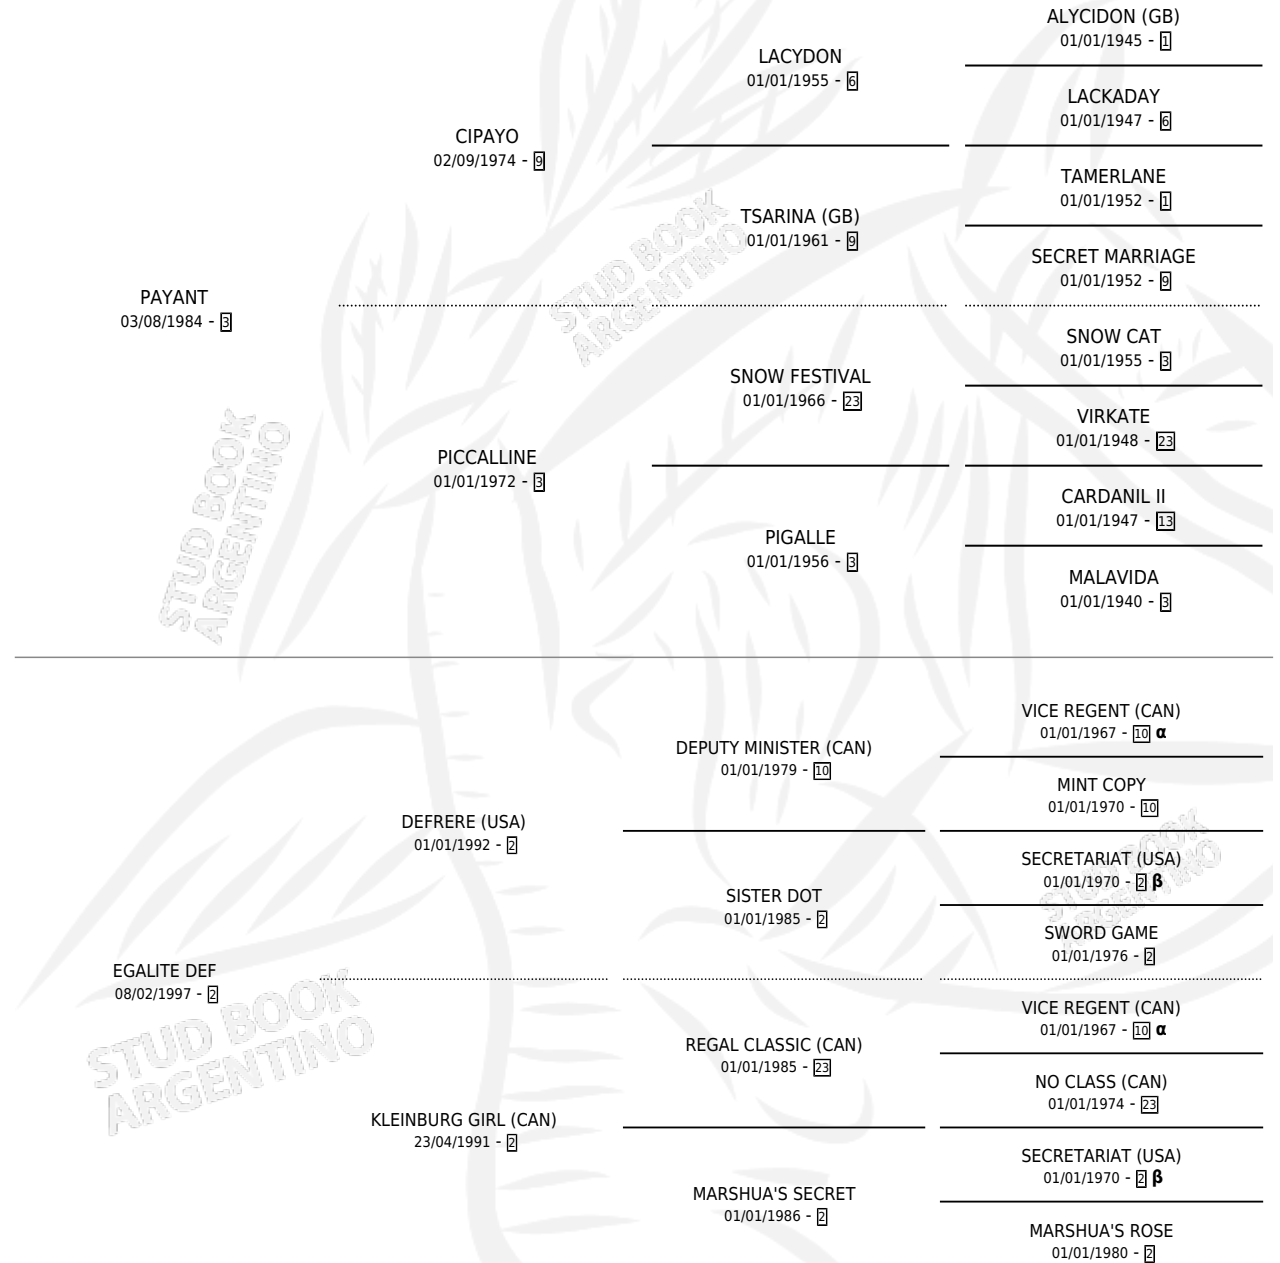 ALYCIDON (GB)
01/01/1945 - 1
LACYDON
01/01/1955 - 6
LACKADAY
01/01/1947 - 6
CIPAYO
02/09/1974 - 9
TAMERLANE
01/01/1952 - 1
TSARINA (GB)
01/01/1961 - 9
SECRET MARRIAGE
01/01/1952 - 9
PAYANT
03/08/1984 - 3
SNOW CAT
01/01/1955 - 3
SNOW FESTIVAL
01/01/1966 - 23
VIRKATE
01/01/1948 - 23
PICCALLINE
01/01/1972 - 3
CARDANIL II
01/01/1947 - 13
PIGALLE
01/01/1956 - 3
MALAVIDA
01/01/1940 - 3
VICE REGENT (CAN)
01/01/1967 - 10 α
DEPUTY MINISTER (CAN)
01/01/1979 - 10
MINT COPY
01/01/1970 - 10
DEFRERE (USA)
01/01/1992 - 2
SECRETARIAT (USA)
01/01/1970 - 2 β
SISTER DOT
01/01/1985 - 2
SWORD GAME
01/01/1976 - 2
EGALITE DEF
08/02/1997 - 2
VICE REGENT (CAN)
01/01/1967 - 10 α
REGAL CLASSIC (CAN)
01/01/1985 - 23
NO CLASS (CAN)
01/01/1974 - 23
KLEINBURG GIRL (CAN)
23/04/1991 - 2
SECRETARIAT (USA)
01/01/1970 - 2 β
MARSHUA'S SECRET
01/01/1986 - 2
MARSHUA'S ROSE
01/01/1980 - 2
STUD BOOK
ARGENTINO
STUD BOOK
ARGENTINO
STUD BOOK
ARGENTINO
STUD BOOK
ARGENTINO